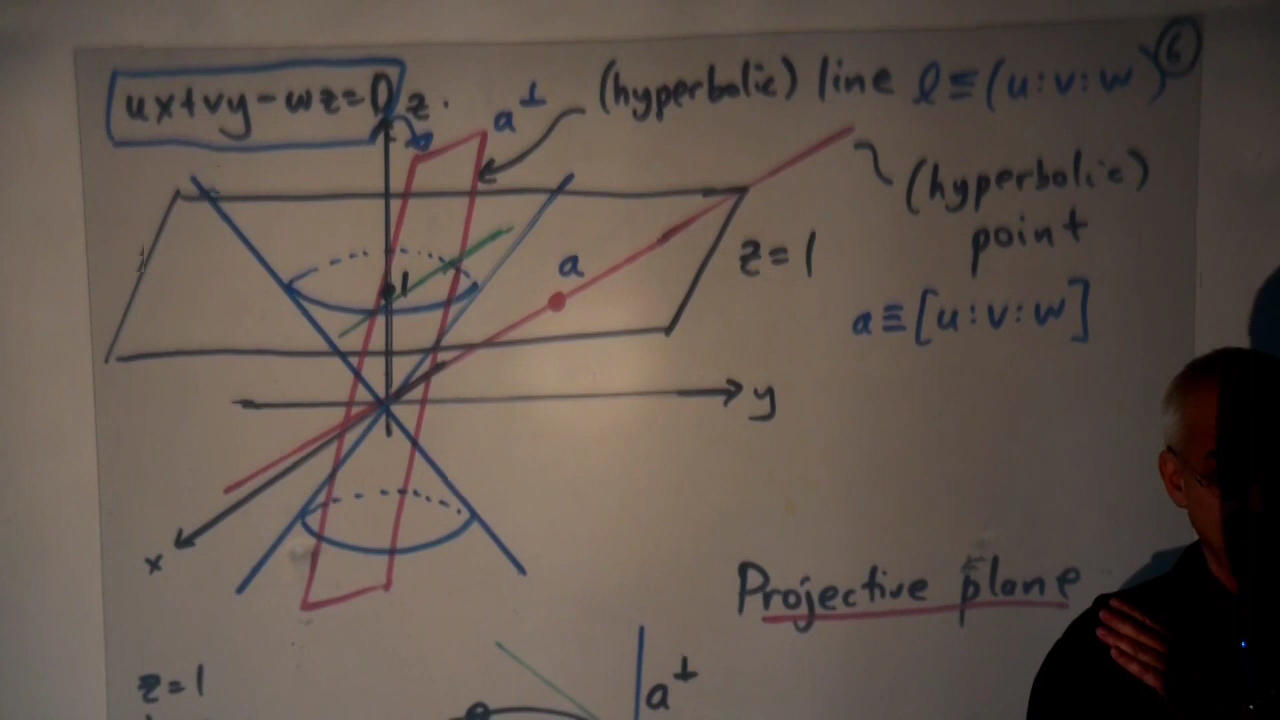 ux+vy-wz=0
z
a⊥
(hyperbolic) line ℓ≡(u:v:w)
6
(hyperbolic)
point
a≡[u:v:w]
z=1
a
1
y
x
Projective plane
z=1
a⊥